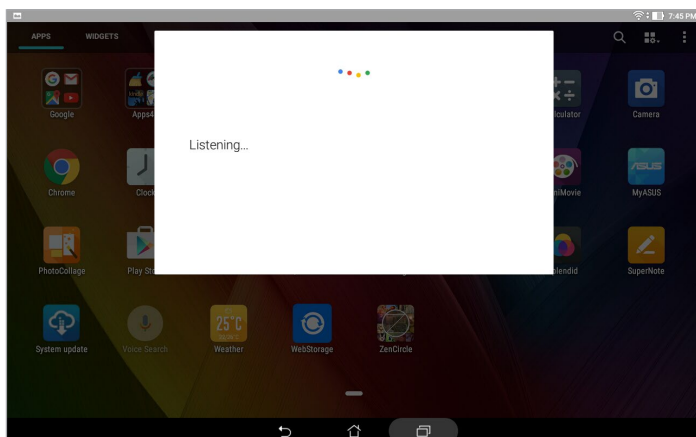 7:45 PM
APPS WIDGETS
Listening...
Google
Camera
Chrome
Clock
MyASUS
PhotoCollage
SuperNote
25°C
System update
Voice Search
Weather
WebStorage
ZenCircle